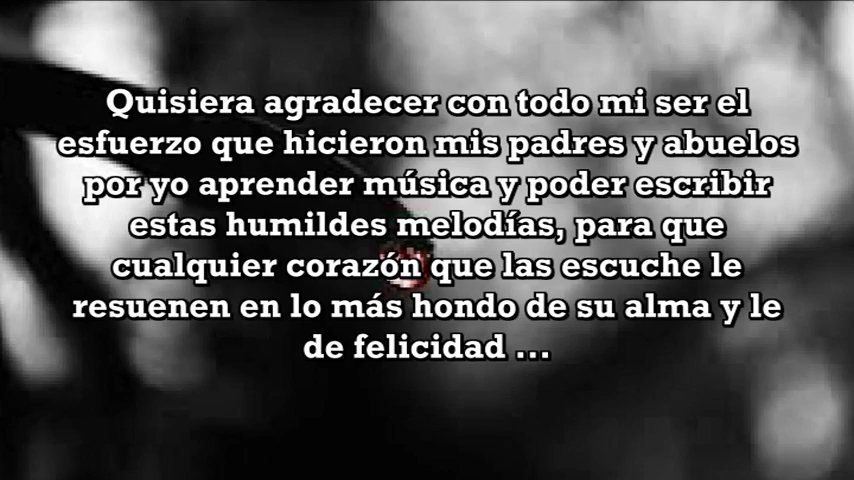 Quisiera agradecer con todo mi ser el
esfuerzo que hicieron mis padres y abuelos
por yo aprender música y poder escribir
estas humildes melodías, para que
cualquier corazón que las escuche le
resuenen en lo más hondo de su alma y le
de felicidad ...